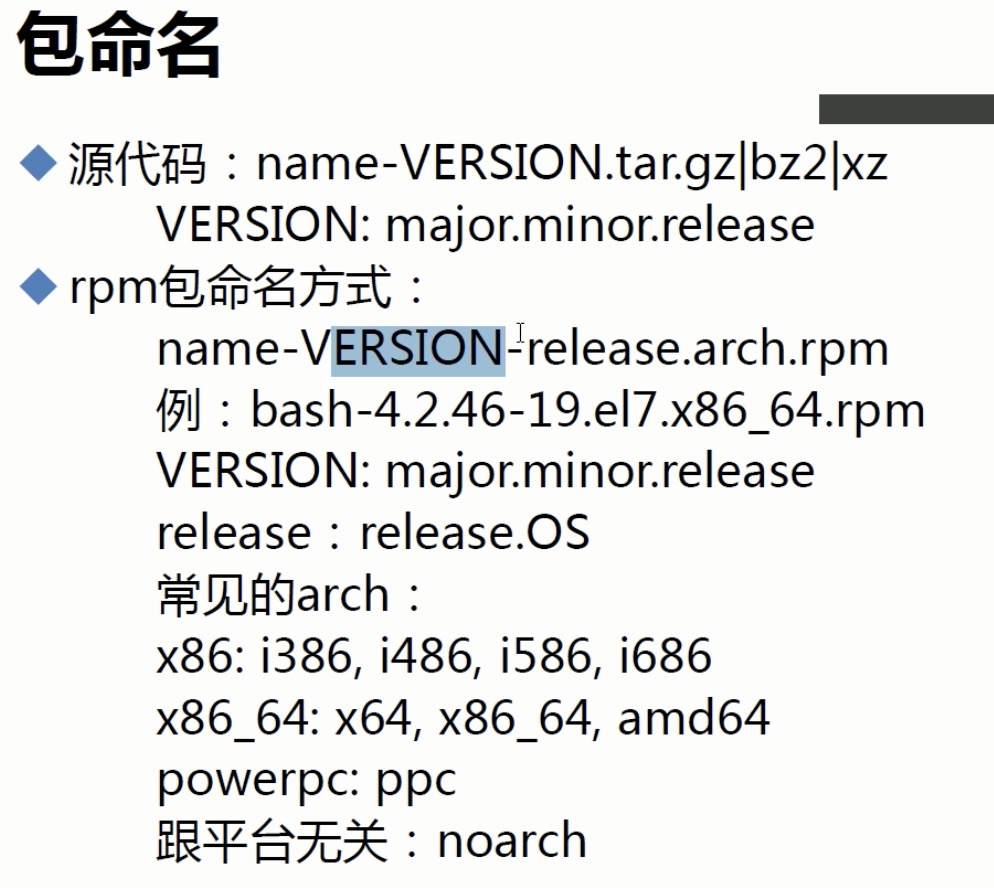 包命名
源代码：name-VERSION.tar.gz|bz2|xz
VERSION: major.minor.release
rpm包命名方式：
name-VERSION-release.arch.rpm
例：bash-4.2.46-19.el7.x86_64.rpm
VERSION: major.minor.release
release：release.OS
常见的arch：
x86: i386, i486, i586, i686
x86_64: x64, x86_64, amd64
powerpc: ppc
跟平台无关：noarch